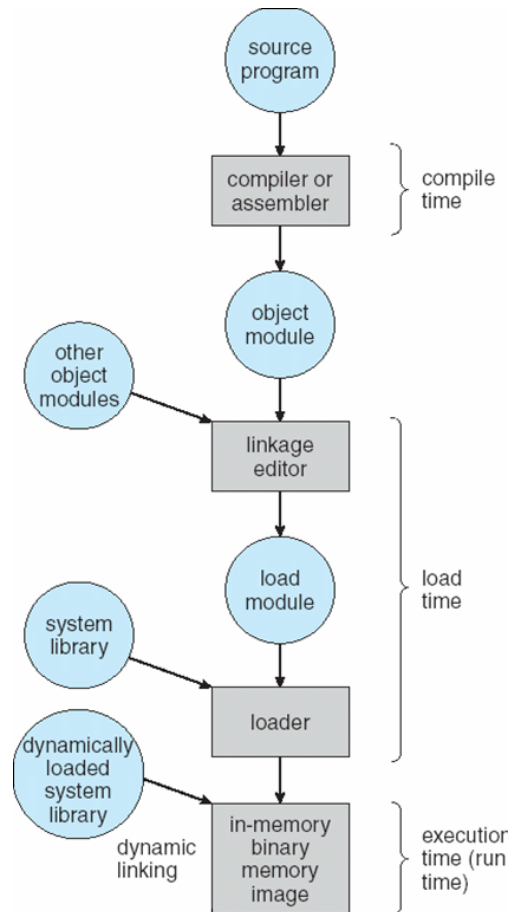 source
program
compiler or
assembler
compile
time
object
module
other
object
modules
linkage
editor
load
module
load
time
system
library
loader
dynamically
loaded
system
library
dynamic
linking
in-memory
binary
memory
image
execution
time (run
time)